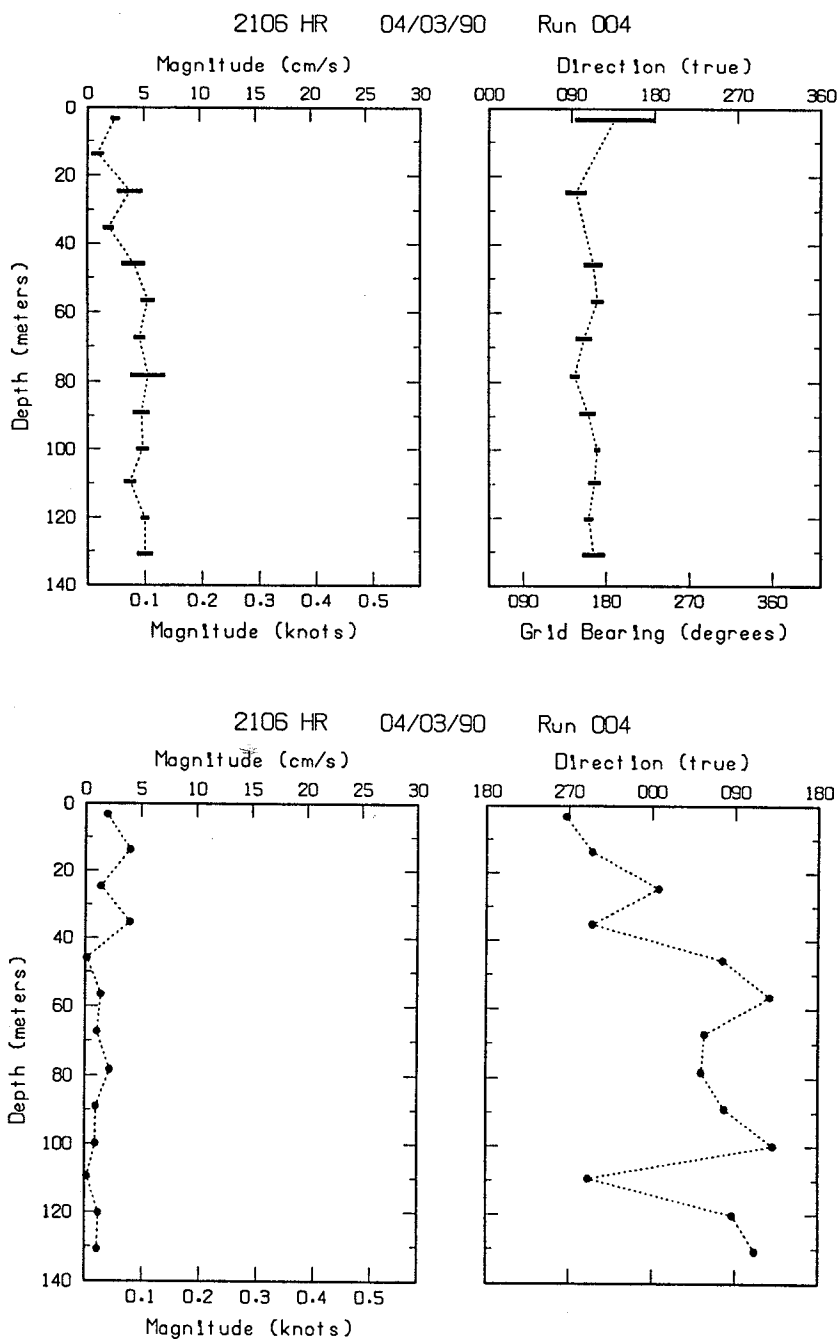 2106 HR 04/03/90 Run 004
Magnitude (cm/s) Direction (true)
0 5 10 15 20 25 30 000 090 180 270 360
0
20
40
60
80
100
120
140
Depth (meters)
0.1 0.2 0.3 0.4 0.5 090 180 270 360
Magnitude (knots) Grid Bearing (degrees)
2106 HR 04/03/90 Run 004
Magnitude (cm/s) Direction (true)
0 5 10 15 20 25 30 180 270 000 090 180
0
20
40
60
80
100
120
140
Depth (meters)
0.1 0.2 0.3 0.4 0.5
Magnitude (knots)